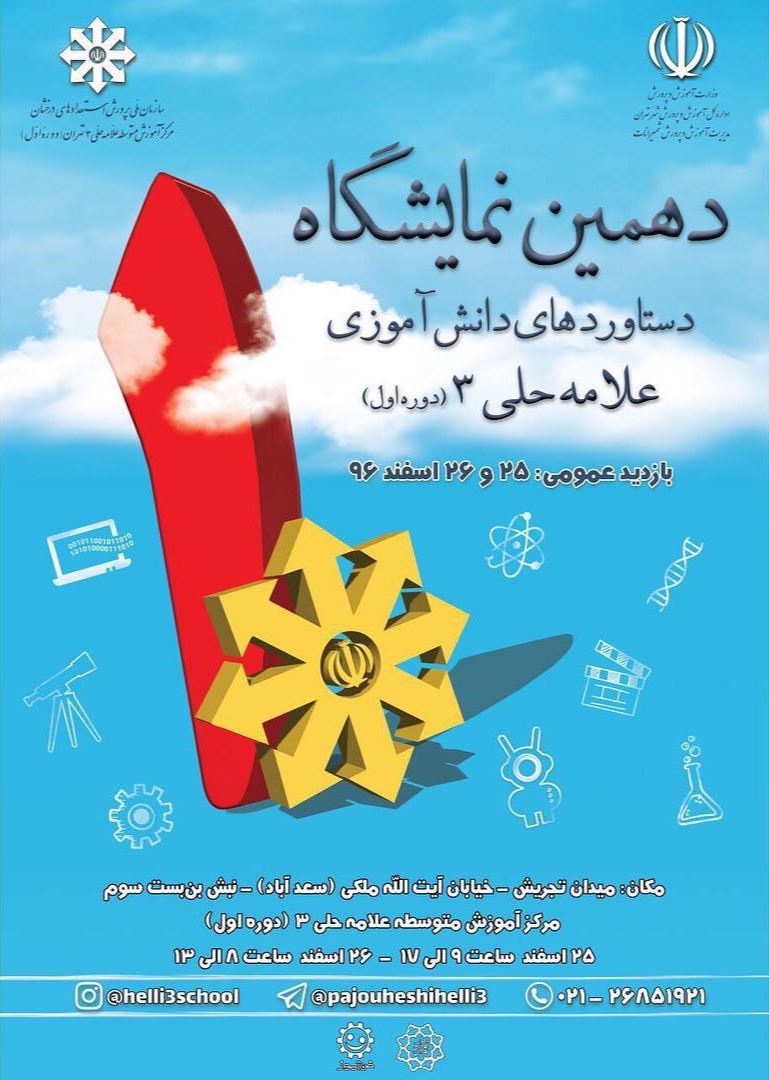 وزارت آموزش و پرورش
اداره کل آموزش و پرورش شهر تهران
مدیریت آموزش و پرورش شمیرانات
سازمان ملی پرورش استعدادهای درخشان
مرکز آموزش متوسطه علامه حلی ۳ تهران (دوره اول)
دهمین نمایشگاه
دستاوردهای دانش آموزی
علامه حلی ۳ (دوره اول)
بازدید عمومی: ۲۵ و ۲۶ اسفند ۹۶
001011001011010
101010000111010
مکان: میدان تجریش - خیابان آیت الله ملکی (سعد آباد) - نبش بن‌بست سوم
مرکز آموزش متوسطه علامه حلی ۳ (دوره اول)
۲۵ اسفند ساعت ۹ الی ۱۷ - ۲۶ اسفند ساعت ۸ الی ۱۳
۰۲۱ - ۲۶۸۵۱۹۲۱
@pajouheshihelli3
@helli3school